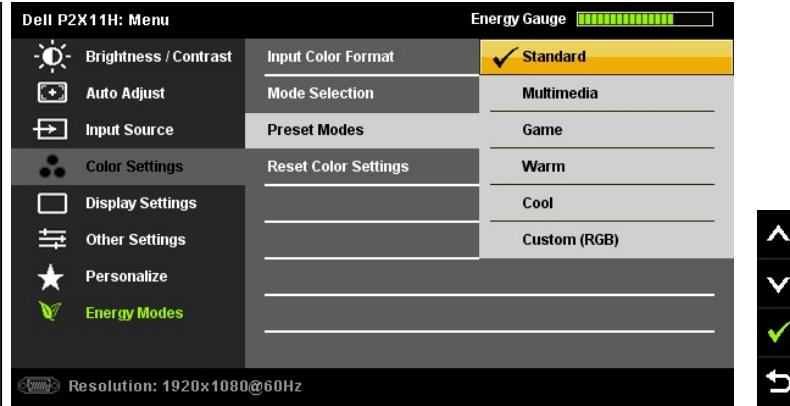 Dell P2X11H: Menu
Energy Gauge
Brightness / Contrast
Auto Adjust
Input Source
Color Settings
Display Settings
Other Settings
Personalize
Energy Modes
Input Color Format
Mode Selection
Preset Modes
Reset Color Settings
Standard
Multimedia
Game
Warm
Cool
Custom (RGB)
Resolution: 1920x1080@60Hz